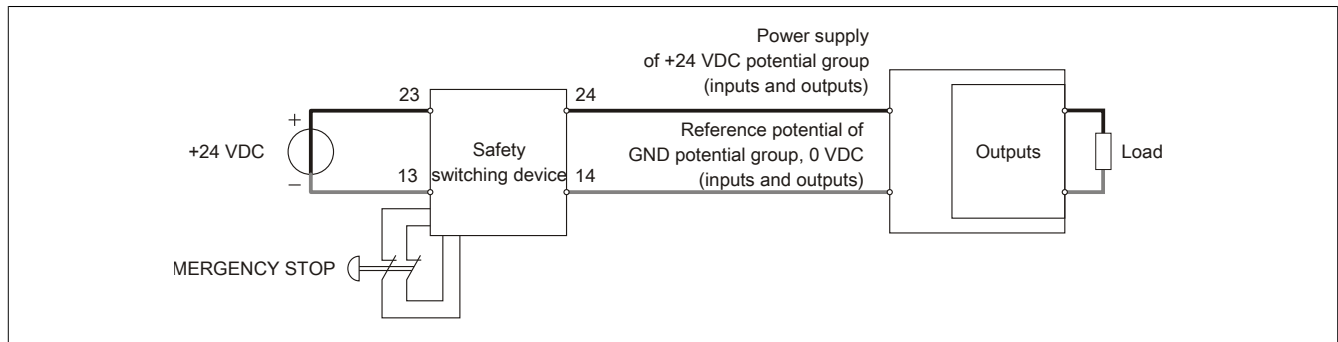 Power supply
of +24 VDC potential group
(inputs and outputs)
23
24
+
+24 VDC
−
Safety
switching device
13
14
Reference potential of
GND potential group, 0 VDC
(inputs and outputs)
Outputs
Load
MERGENCY STOP